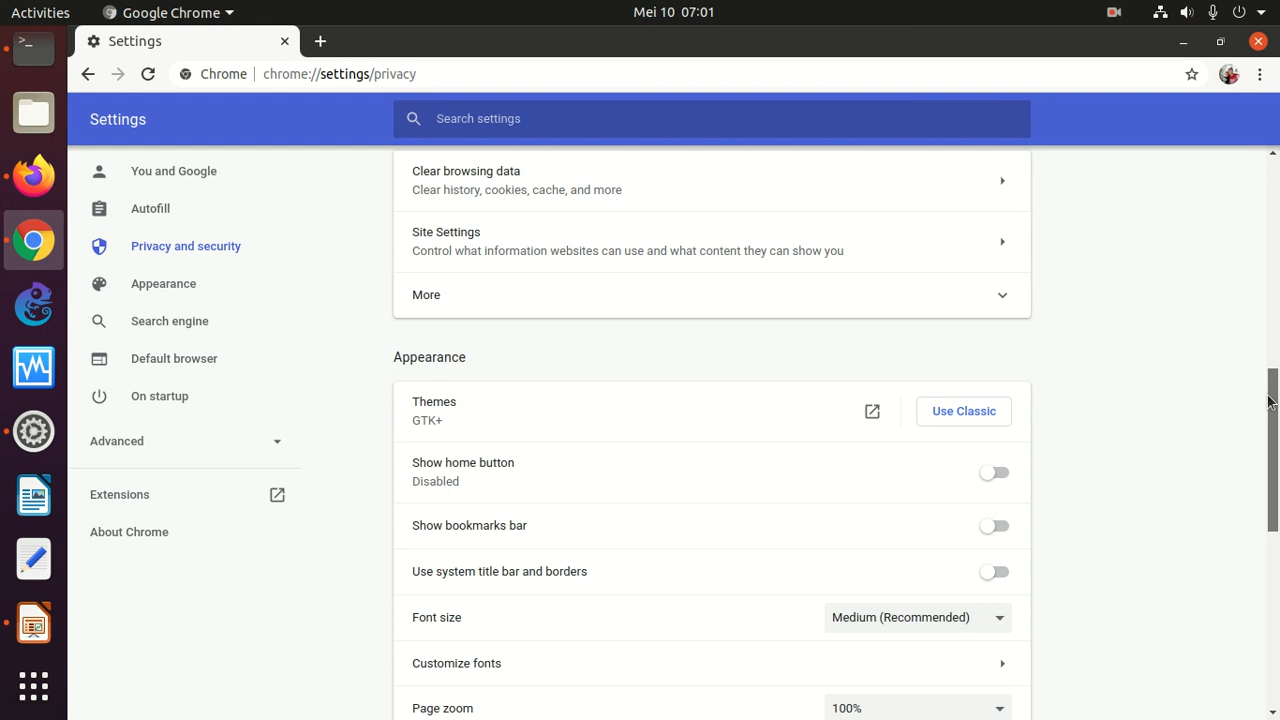 Activities
Google Chrome
Mei 10 07:01
Settings
Chrome
chrome://settings/privacy
Settings
Search settings
You and Google
Autofill
Privacy and security
Appearance
Search engine
Default browser
On startup
Advanced
Extensions
About Chrome
Clear browsing data
Clear history, cookies, cache, and more
Site Settings
Control what information websites can use and what content they can show you
More
Appearance
Themes
GTK+
Use Classic
Show home button
Disabled
Show bookmarks bar
Use system title bar and borders
Font size
Medium (Recommended)
Customize fonts
Page zoom
100%